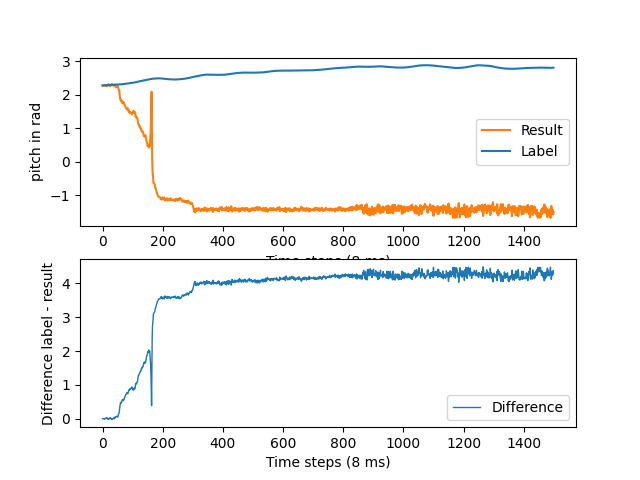 3
2
1
0
−1
pitch in rad
Result
Label
0 200 400 600 800 1000 1200 1400
Time steps (8 ms)
4
3
2
1
0
Difference label - result
Difference
0 200 400 600 800 1000 1200 1400
Time steps (8 ms)